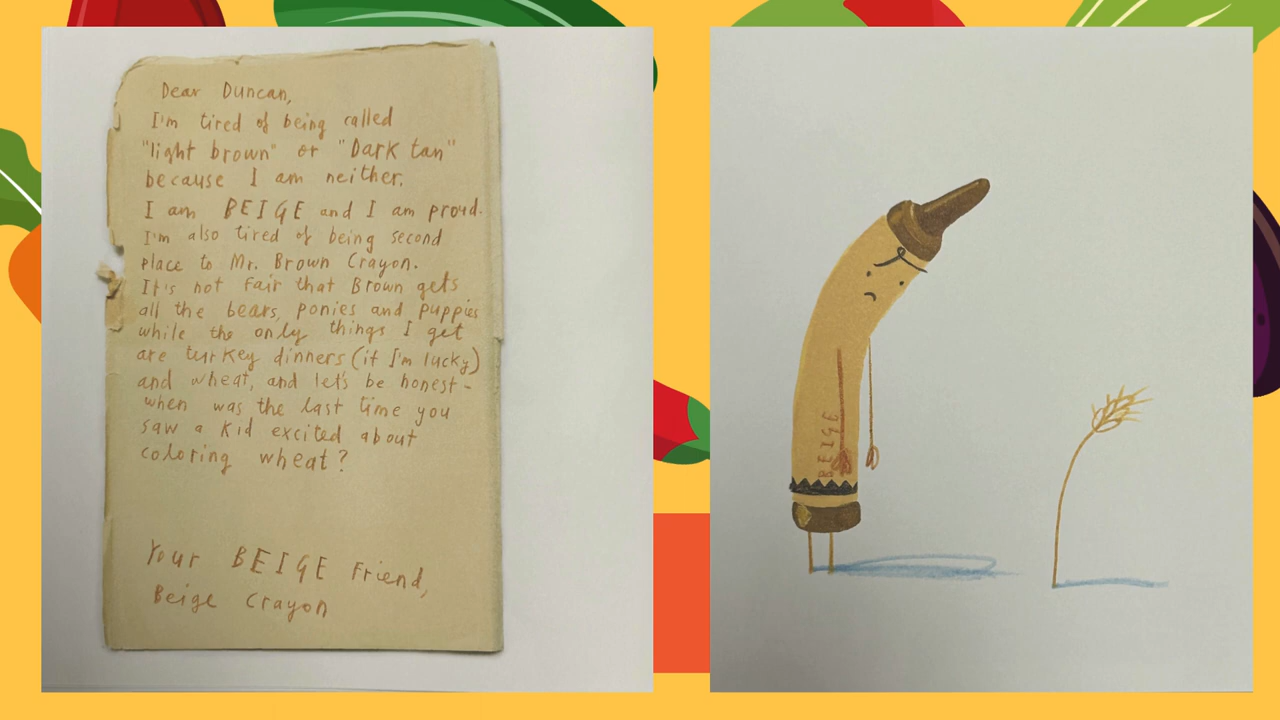 Dear Duncan,
I'm tired of being called
"light brown" or "Dark tan"
because I am neither.
I am BEIGE and I am proud.
I'm also tired of being second
place to Mr. Brown Crayon.
It's not fair that Brown gets
all the bears, ponies and puppies
while the only things I get
are turkey dinners (if I'm lucky)
and wheat, and let's be honest-
when was the last time you
saw a kid excited about
coloring wheat?
Your BEIGE Friend,
Beige Crayon
BEIGE